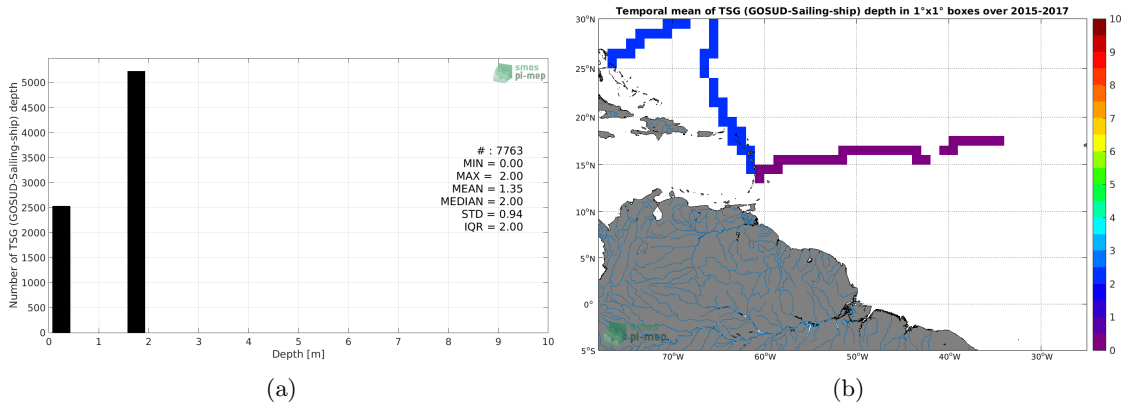 Number of TSG (GOSUD-Sailing-ship) depth
5000
4500
4000
3500
3000
2500
2000
1500
1000
500
0
0 1 2 3 4 5 6 7 8 9 10
Depth [m]
smos
pi-mep
# : 7763
MIN = 0.00
MAX = 2.00
MEAN = 1.35
MEDIAN = 2.00
STD = 0.94
IQR = 2.00
(a)
Temporal mean of TSG (GOSUD-Sailing-ship) depth in 1°x1° boxes over 2015-2017
30°N
25°N
20°N
15°N
10°N
5°N
0°
5°S
70°W 60°W 50°W 40°W 30°W
smos
pi-mep
10
9
8
7
6
5
4
3
2
1
0
(b)